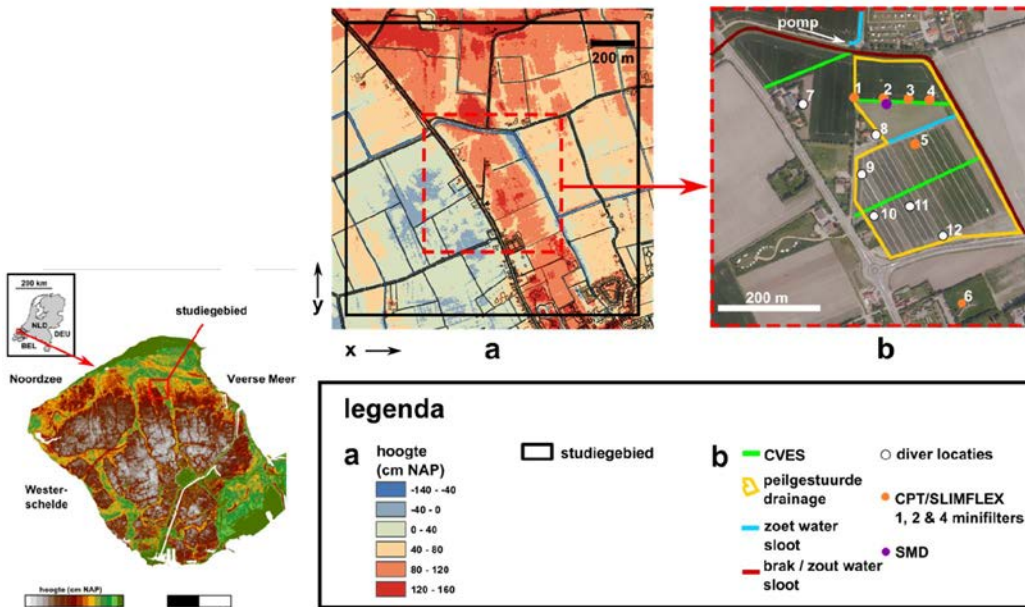 200 km
NLD
DEU
BEL
studiegebied
Noordzee
Veerse Meer
Wester-
schelde
hoogte (cm NAP)
200 m
y
x
a
pomp
1
2
3
4
5
6
7
8
9
10
11
12
200 m
b
legenda
a
hoogte
(cm NAP)
-140 - -40
-40 - 0
0 - 40
40 - 80
80 - 120
120 - 160
studiegebied
b
CVES
peilgestuurde
drainage
zoet water
sloot
brak / zout water
sloot
diver locaties
CPT/SLIMFLEX
1, 2 & 4 minifilters
SMD